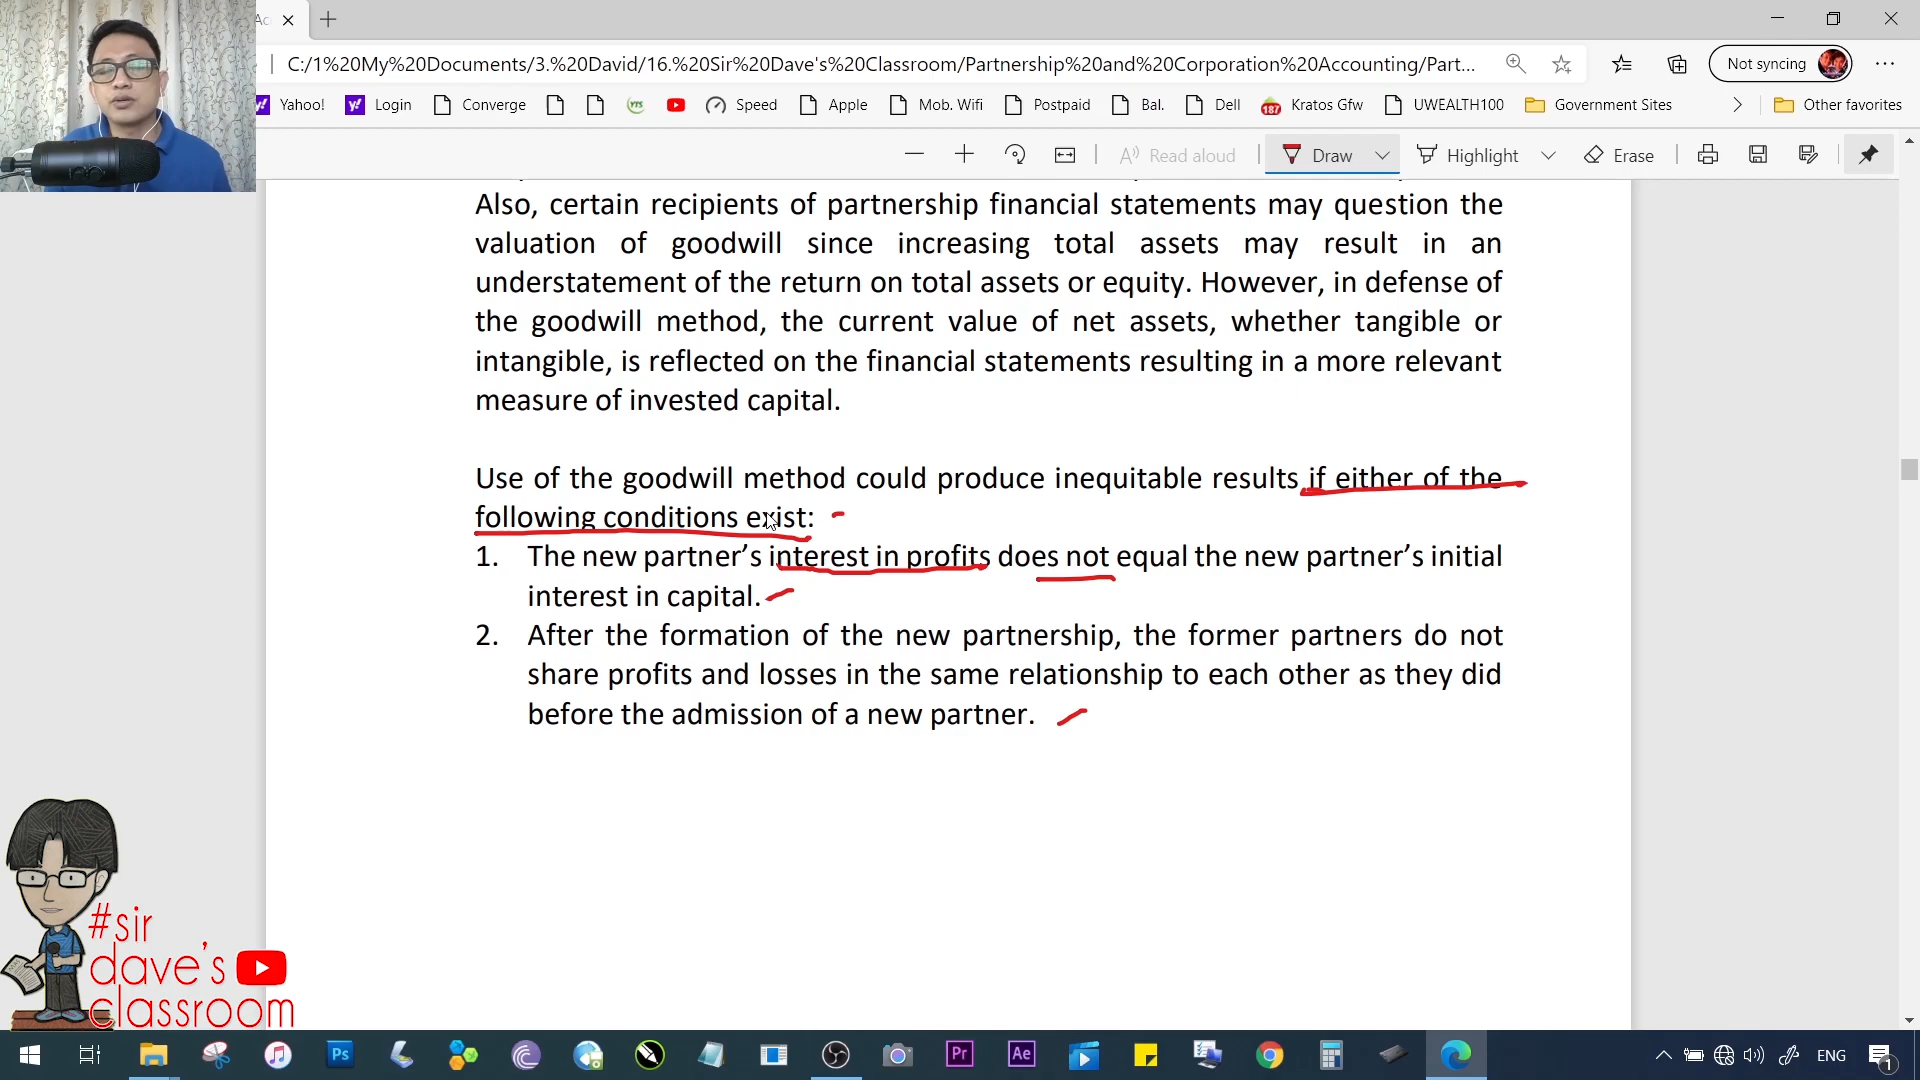 C:/1%20My%20Documents/3.%20David/16.%20Sir%20Dave's%20Classroom/Partnership%20and%20Corporation%20Accounting/Part...
Not syncing
Yahoo!
Login
Converge
Speed
Apple
Mob. Wifi
Postpaid
Bal.
Dell
187
Kratos Gfw
UWEALTH100
Government Sites
Other favorites
Read aloud
Draw
Highlight
Erase
Also, certain recipients of partnership financial statements may question the
valuation of goodwill since increasing total assets may result in an
understatement of the return on total assets or equity. However, in defense of
the goodwill method, the current value of net assets, whether tangible or
intangible, is reflected on the financial statements resulting in a more relevant
measure of invested capital.
Use of the goodwill method could produce inequitable results if either of the
following conditions exist:
1. The new partner’s interest in profits does not equal the new partner’s initial
interest in capital.
2. After the formation of the new partnership, the former partners do not
share profits and losses in the same relationship to each other as they did
before the admission of a new partner.
#sir
dave's
classroom
Ps
Pr
Ae
ENG
1